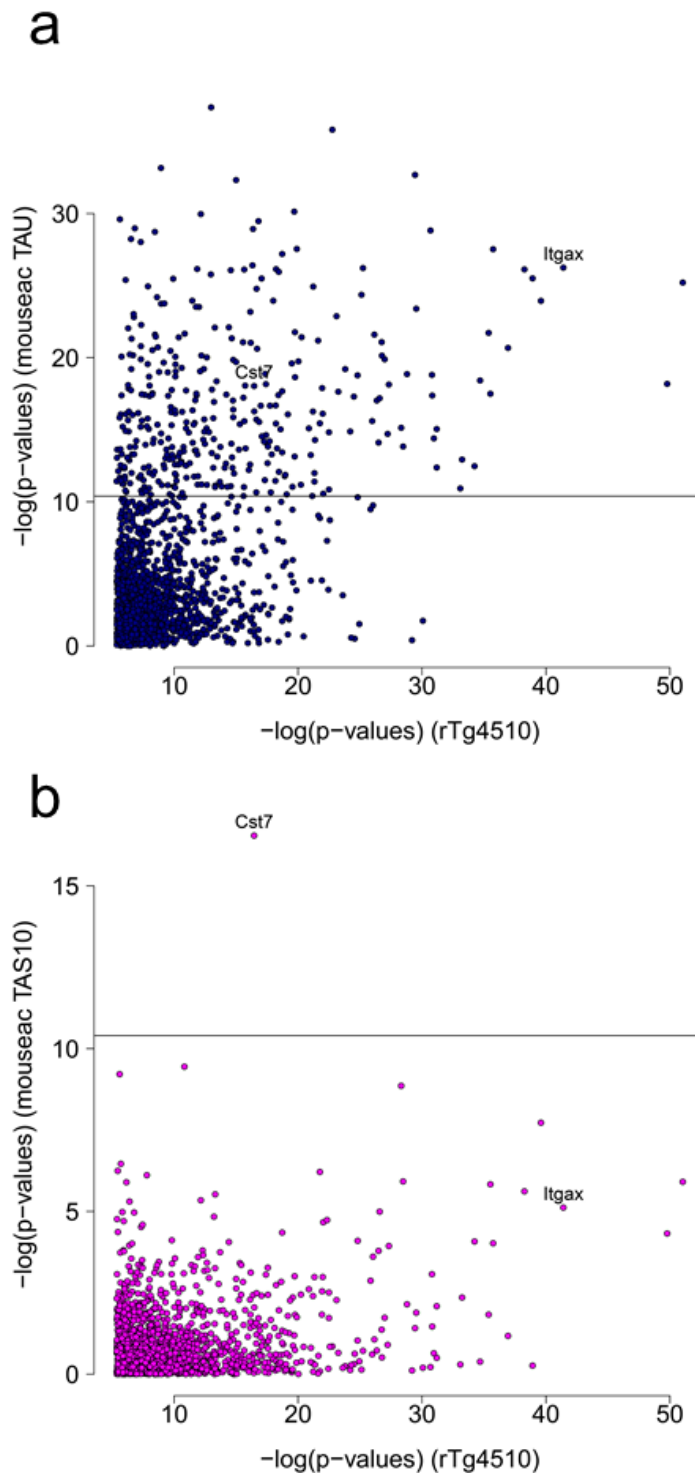 a
−log(p−values) (mouseac TAU)
30
20
10
0
Itgax
Cst7
10 20 30 40 50
−log(p−values) (rTg4510)
b
−log(p−values) (mouseac TAS10)
Cst7
15
10
5
0
Itgax
10 20 30 40 50
−log(p−values) (rTg4510)